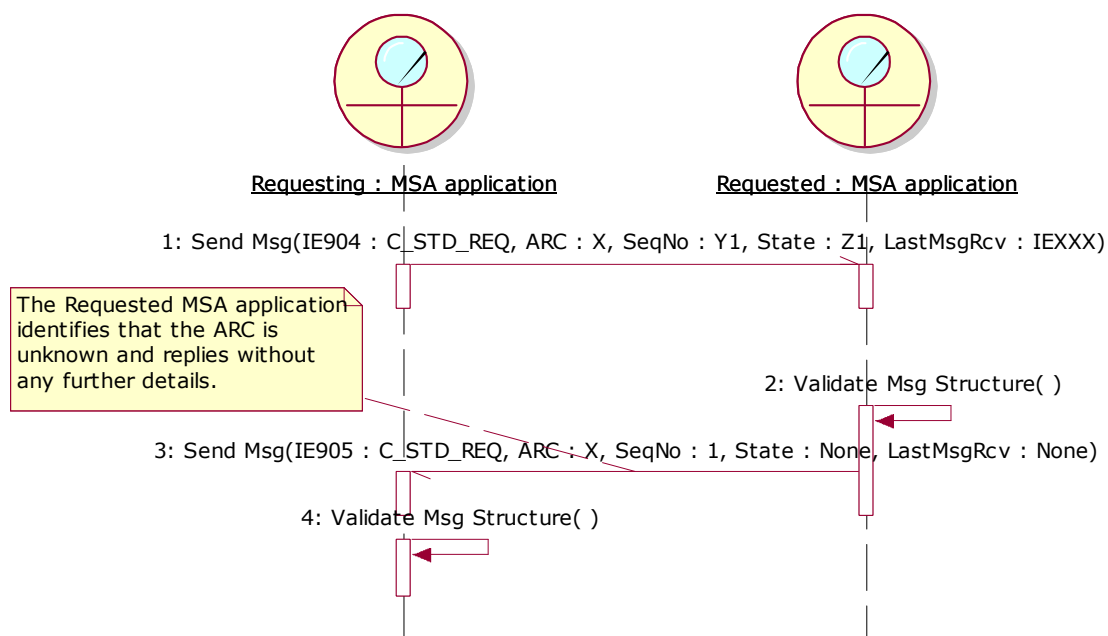 Requesting : MSA application
Requested : MSA application
1: Send Msg(IE904 : C_STD_REQ, ARC : X, SeqNo : Y1, State : Z1, LastMsgRcv : IEXXX)
The Requested MSA application
identifies that the ARC is
unknown and replies without
any further details.
2: Validate Msg Structure( )
3: Send Msg(IE905 : C_STD_REQ, ARC : X, SeqNo : 1, State : None, LastMsgRcv : None)
4: Validate Msg Structure( )